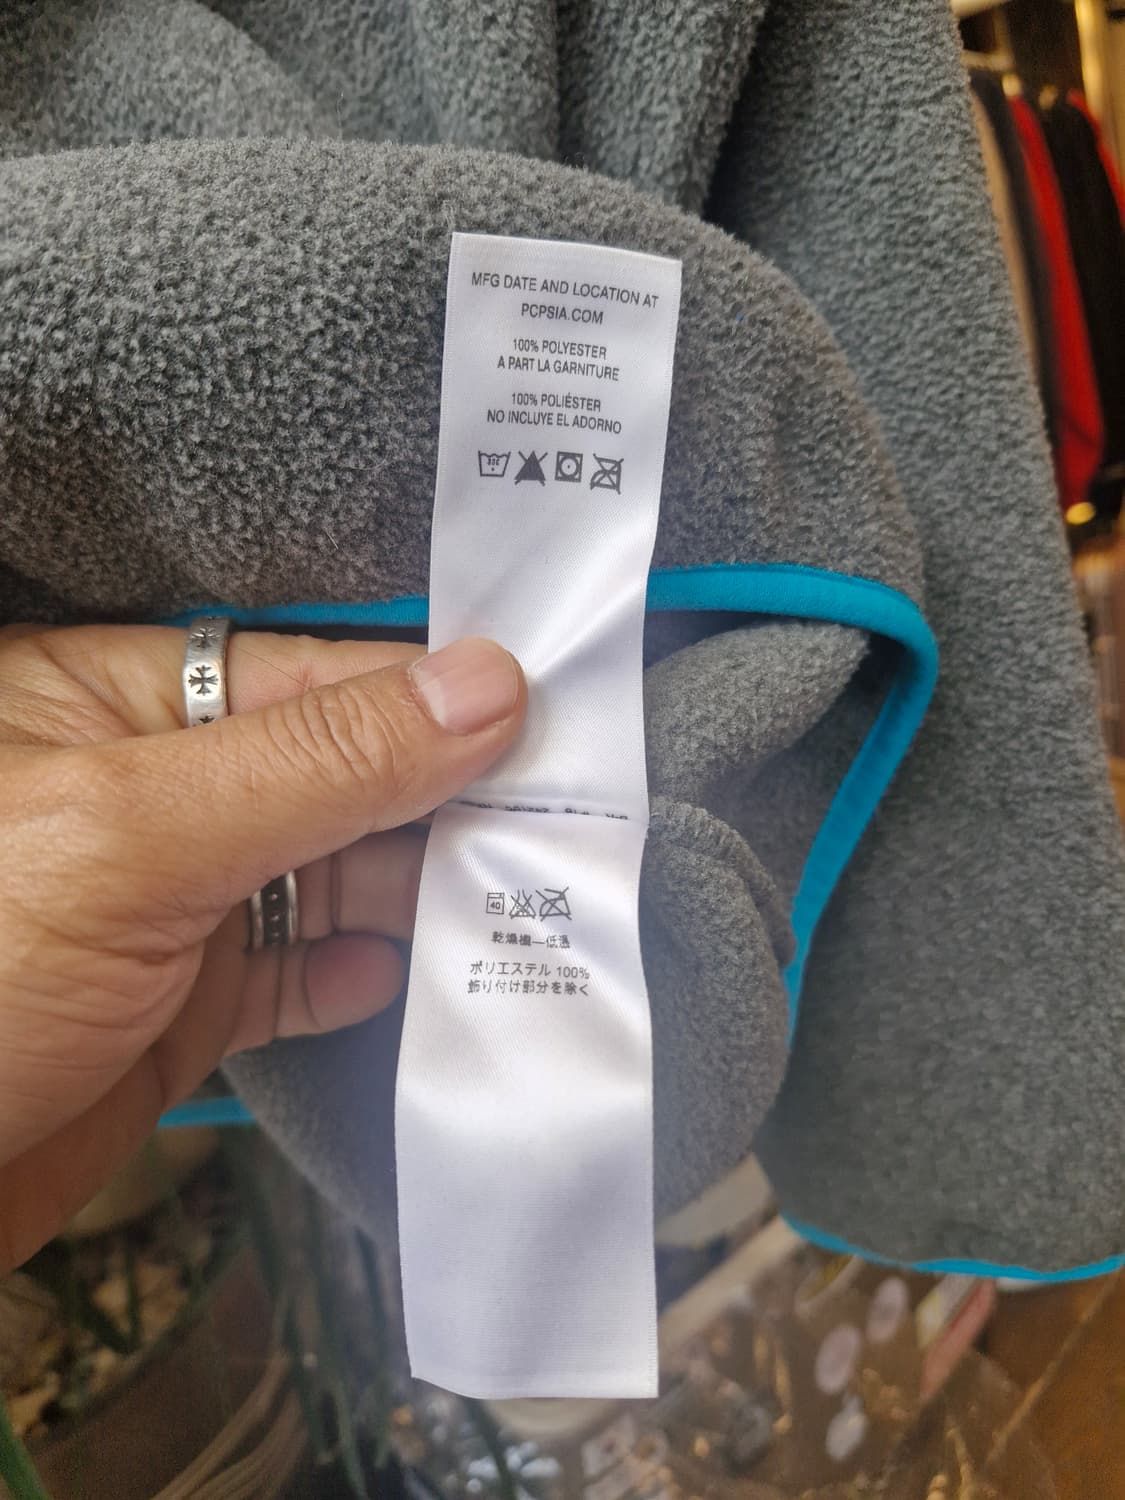 MFG DATE AND LOCATION AT
PCPSIA.COM
100% POLYESTER
A PART LA GARNITURE
100% POLIÉSTER
NO INCLUYE EL ADORNO
40
乾燥機—低温
ポリエステル 100%
飾り付け部分を除く